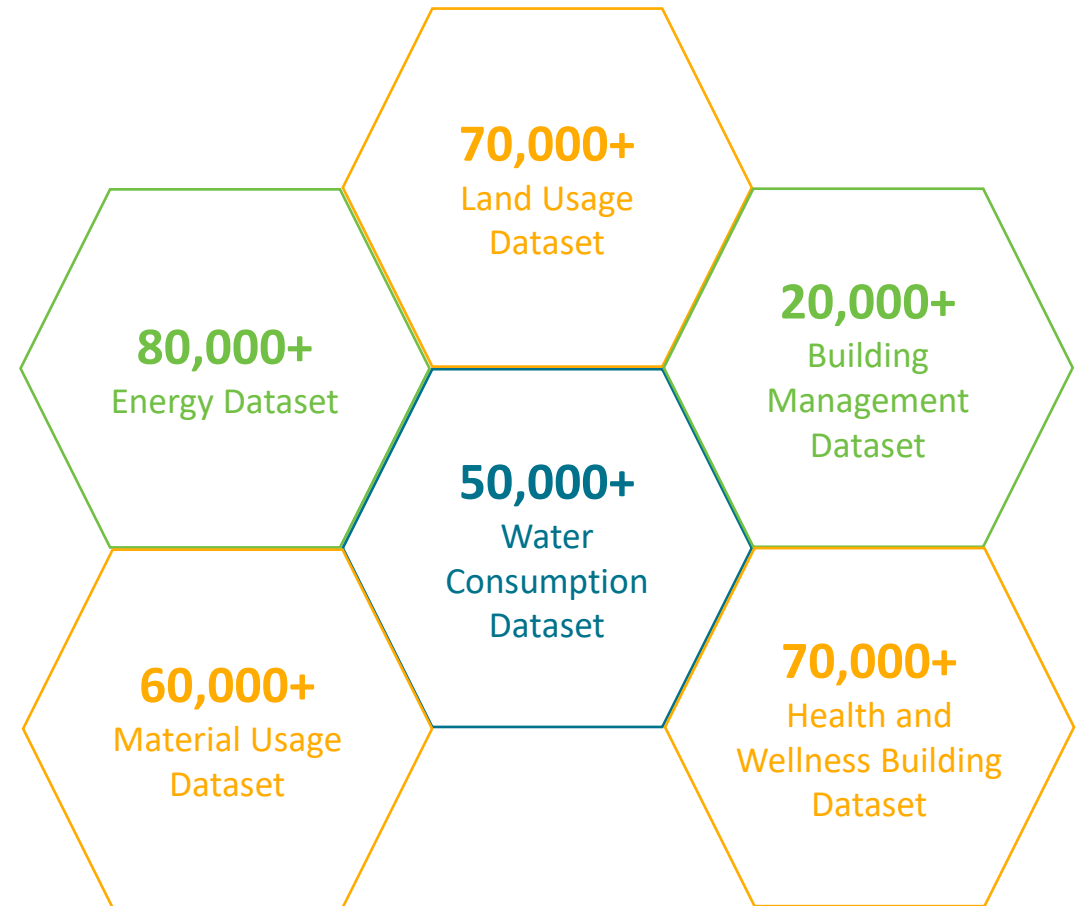 70,000+
Land Usage
Dataset
80,000+
Energy Dataset
20,000+
Building
Management
Dataset
50,000+
Water
Consumption
Dataset
60,000+
Material Usage
Dataset
70,000+
Health and
Wellness Building
Dataset